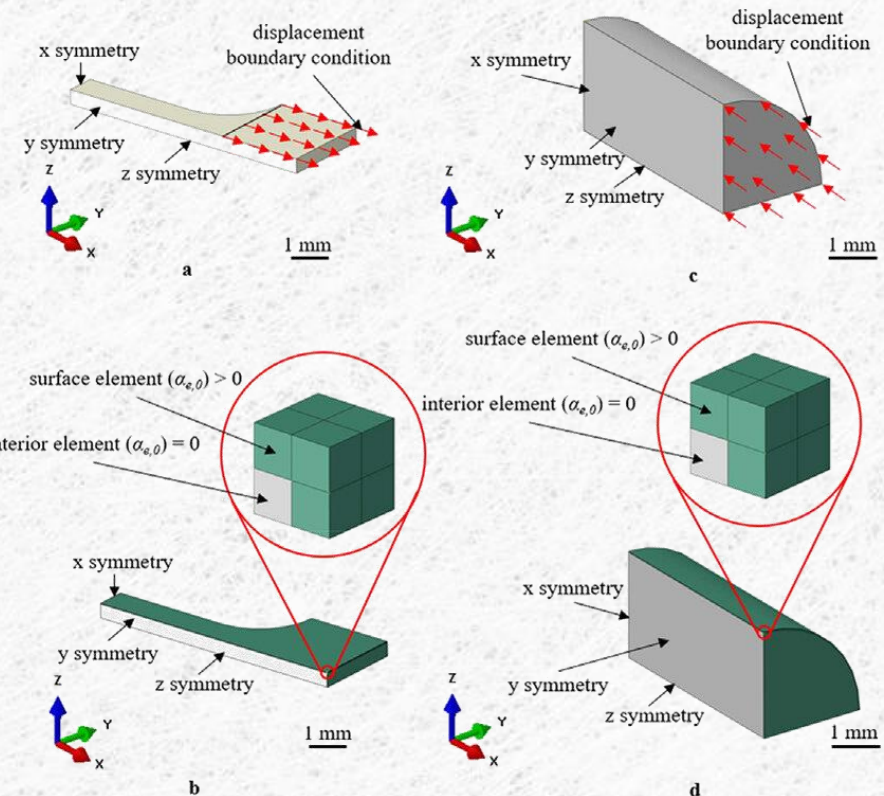 displacement
boundary condition
x symmetry
y symmetry
z symmetry
Z
Y
X
1 mm
a
displacement
boundary condition
x symmetry
y symmetry
z symmetry
Z
Y
X
1 mm
c
surface element (αe,0) > 0
interior element (αe,0) = 0
x symmetry
y symmetry
z symmetry
Z
Y
X
1 mm
b
surface element (αe,0) > 0
interior element (αe,0) = 0
x symmetry
y symmetry
z symmetry
Z
Y
X
1 mm
d